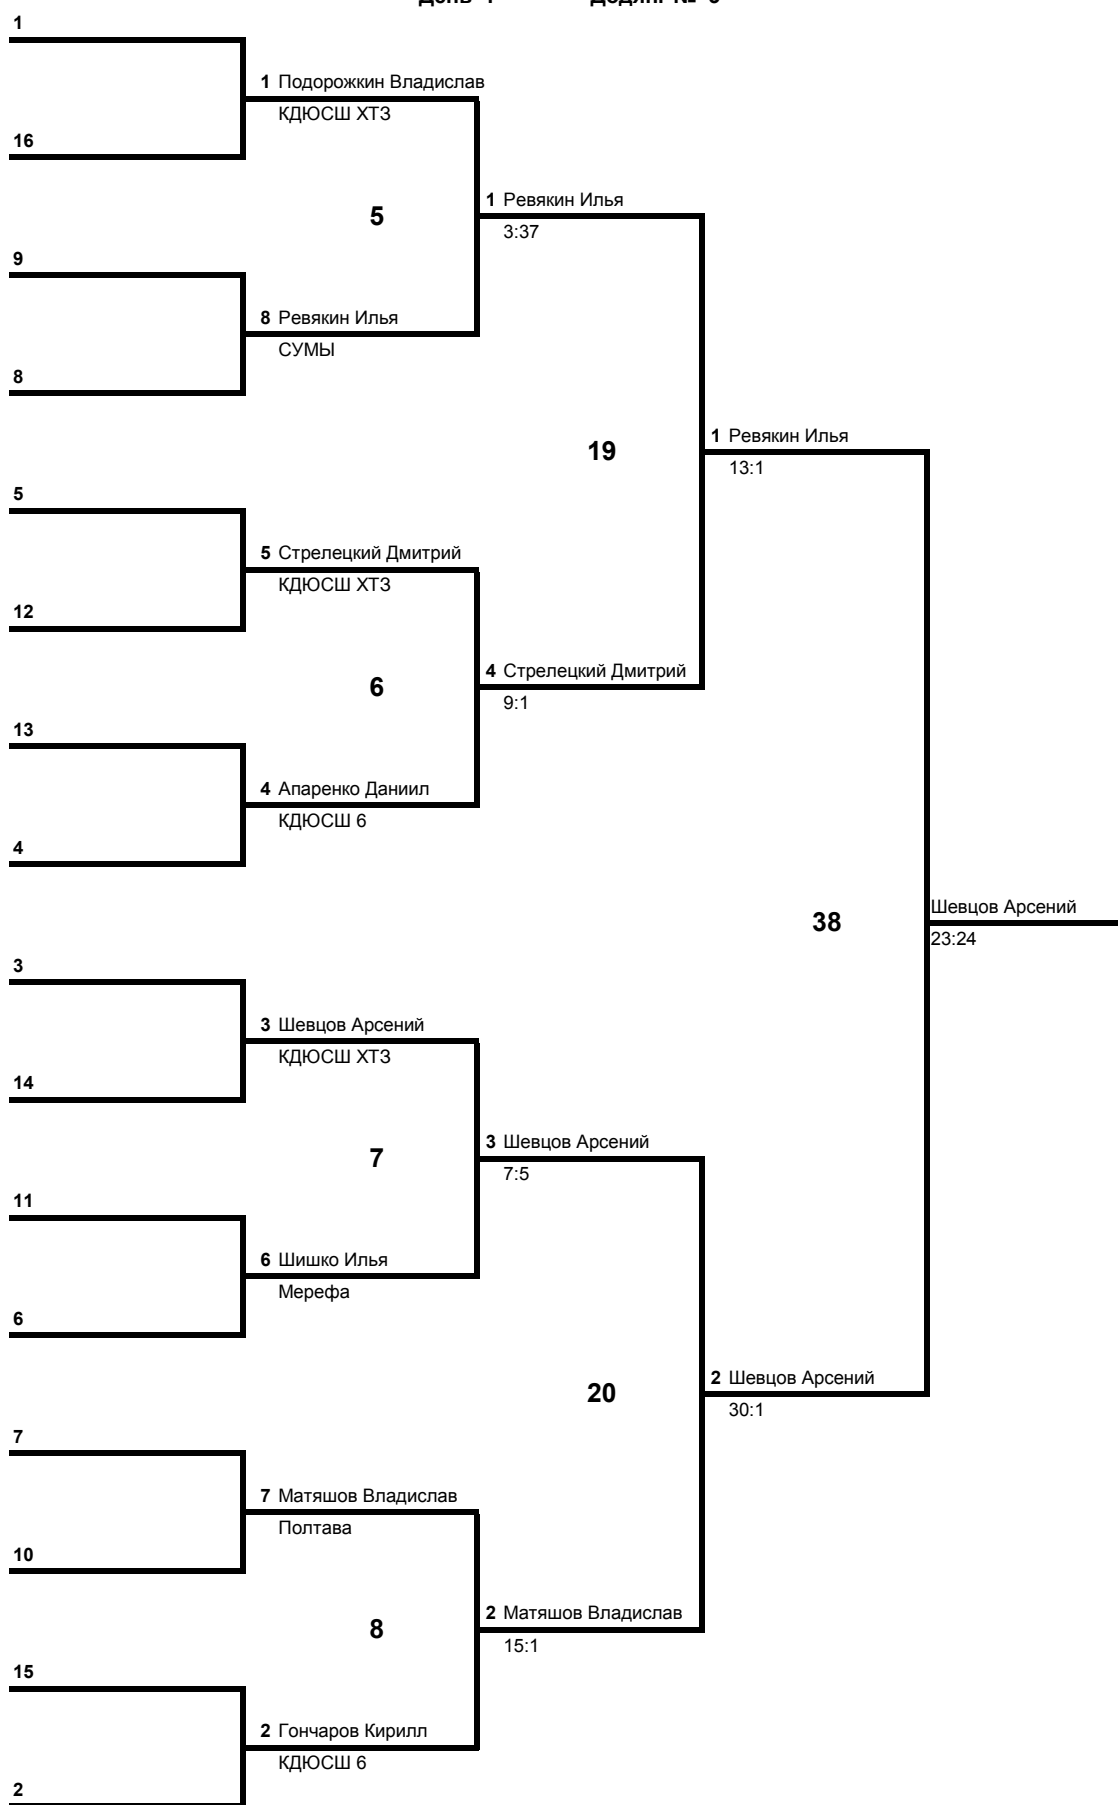 1
1 Подорожкин Владислав
КДЮСШ ХТЗ
16
1 Ревякин Илья
5
3:37
9
8 Ревякин Илья
СУМЫ
8
1 Ревякин Илья
19
13:1
5
5 Стрелецкий Дмитрий
КДЮСШ ХТЗ
12
4 Стрелецкий Дмитрий
6
9:1
13
4 Апаренко Даниил
КДЮСШ 6
4
Шевцов Арсений
38
23:24
3
3 Шевцов Арсений
КДЮСШ ХТЗ
14
3 Шевцов Арсений
7
7:5
11
6 Шишко Илья
Мерефа
6
2 Шевцов Арсений
20
30:1
7
7 Матяшов Владислав
Полтава
10
2 Матяшов Владислав
8
15:1
15
2 Гончаров Кирилл
КДЮСШ 6
2